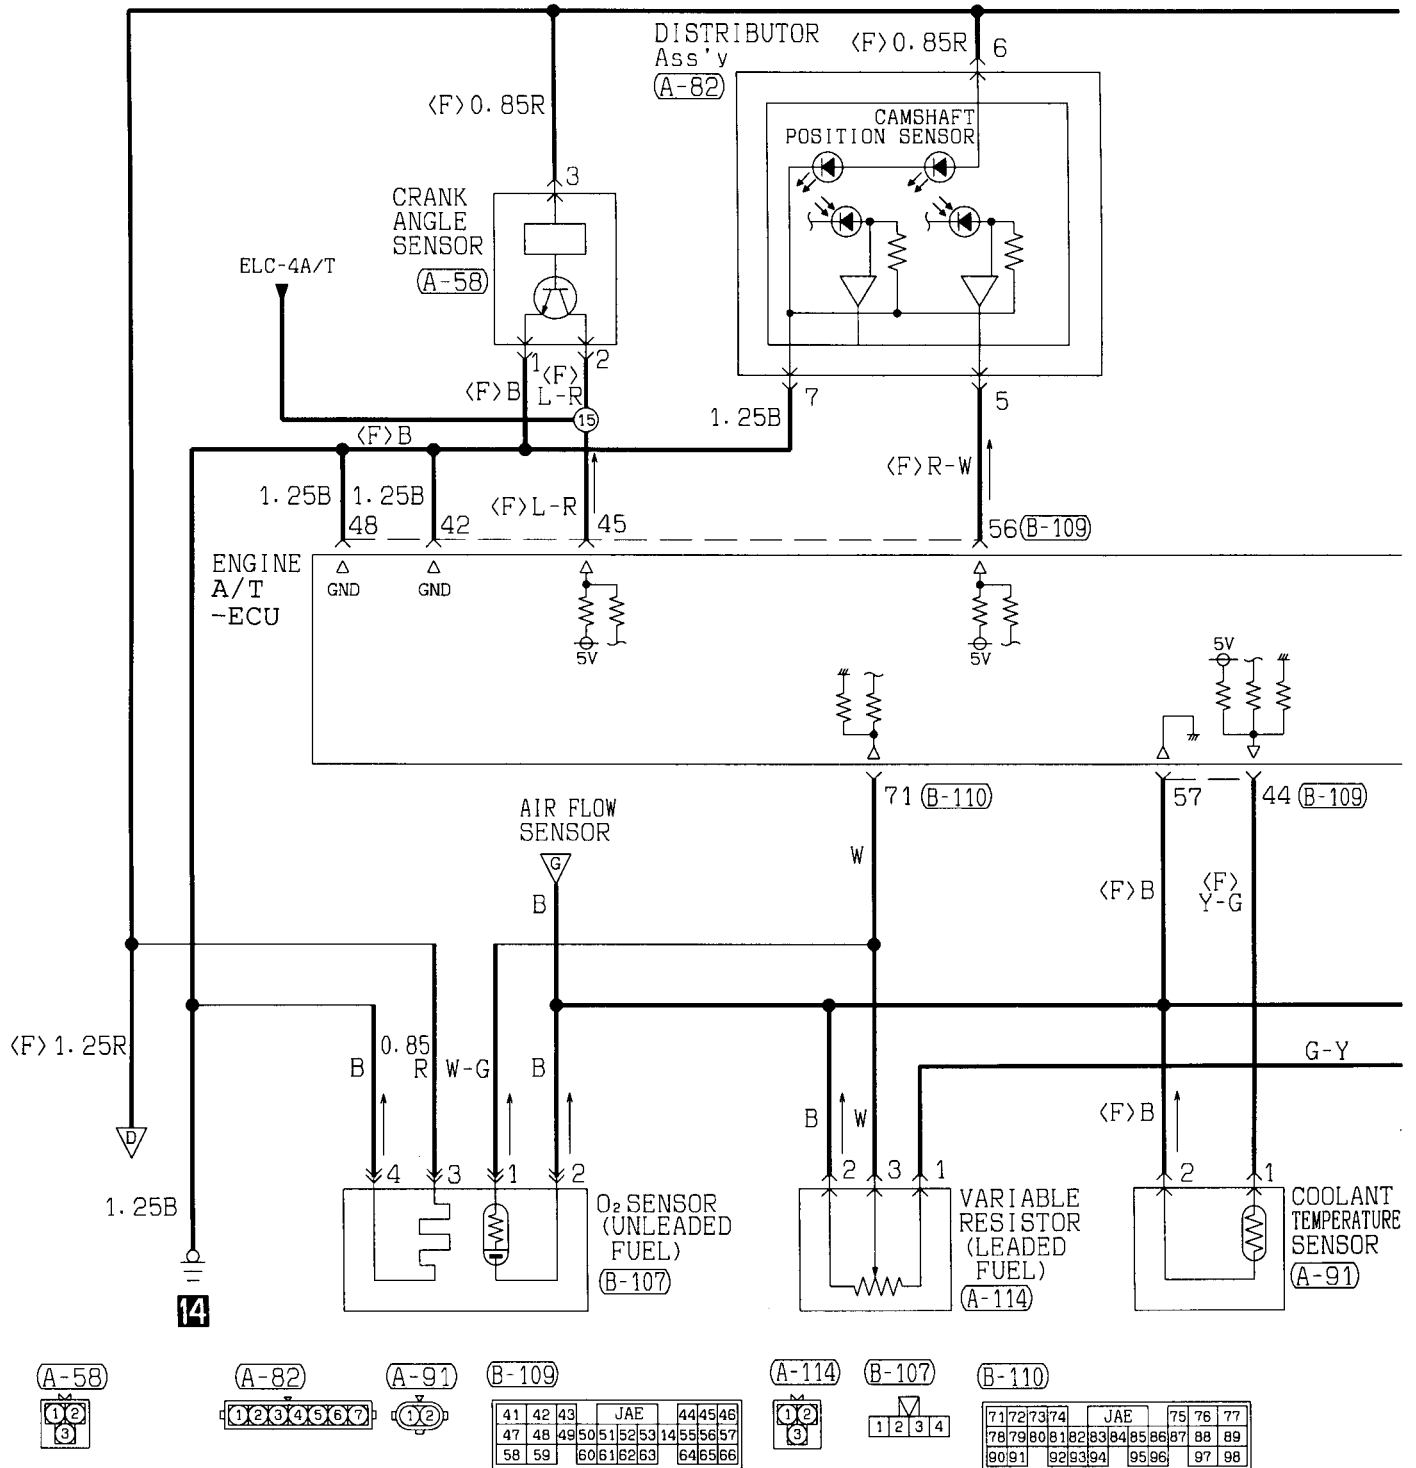 DISTRIBUTOR
Ass'y
(A-82)
〈F〉0.85R 6
〈F〉0.85R
CAMSHAFT
POSITION SENSOR
3
CRANK
ANGLE
SENSOR
(A-58)
ELC-4A/T
1 2
〈F〉B
〈F〉
L-R
15
7
5
1.25B
〈F〉B
〈F〉R-W
1.25B
1.25B
〈F〉L-R
48
42
45
56 (B-109)
ENGINE
A/T
-ECU
GND
GND
5V
5V
5V
71 (B-110)
57
44 (B-109)
AIR FLOW
SENSOR
G
W
B
〈F〉B
〈F〉
Y-G
〈F〉1.25R
B
0.85
R
W-G
B
G-Y
B
W
〈F〉B
D
4
3
1
2
2
3
1
2
1
1.25B
O2 SENSOR
(UNLEADED
FUEL)
(B-107)
VARIABLE
RESISTOR
(LEADED
FUEL)
(A-114)
COOLANT
TEMPERATURE
SENSOR
(A-91)
14
(A-58)
(A-82)
(A-91)
(B-109)
(A-114)
(B-107)
(B-110)
1 2
3
1 2 3 4 5 6 7
1 2
41 42 43 JAE 44 45 46
47 48 49 50 51 52 53 14 55 56 57
58 59 60 61 62 63 64 65 66
1 2
3
1 2 3 4
71 72 73 74 JAE 75 76 77
78 79 80 81 82 83 84 85 86 87 88 89
90 91 92 93 94 95 96 97 98